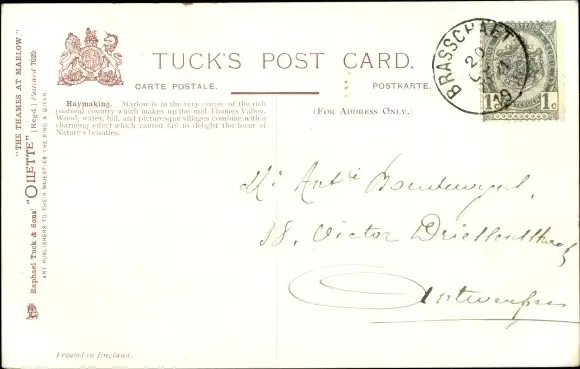 TUCK'S POST CARD.
CARTE POSTALE.
POSTKARTE.
(FOR ADDRESS ONLY.)
Haymaking. Marlow is in the very centre of the rich
pastoral country which makes up the mid-Thames Valley.
Wood, water, hill, and picturesque villages combine with a
charming effect which cannot fail to delight the lover of
Nature's beauties.
"THE THAMES AT MARLOW"
Raphael Tuck & Sons' "OILETTE" [Regd.] Postcard 7020.
ART PUBLISHERS TO THEIR MAJESTIES THE KING & QUEEN.
BRASSCHAET
1c
Mr
38. Victor
Antwerpen
Printed in England.